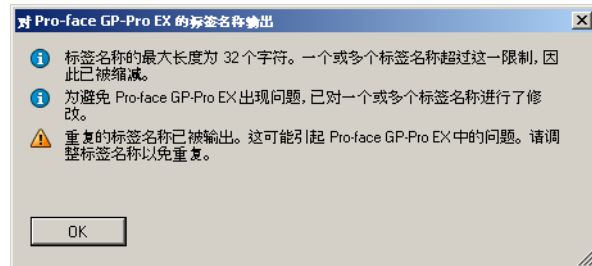 对 Pro-face GP-Pro EX 的标签名称输出
标签名称的最大长度为 32 个字符。一个或多个标签名称超过这一限制, 因
此已被缩减。
为避免 Pro-face GP-Pro EX 出现问题, 已对一个或多个标签名称进行了修
改。
重复的标签名称已被输出。这可能引起 Pro-face GP-Pro EX 中的问题。请调
整标签名称以免重复。
OK